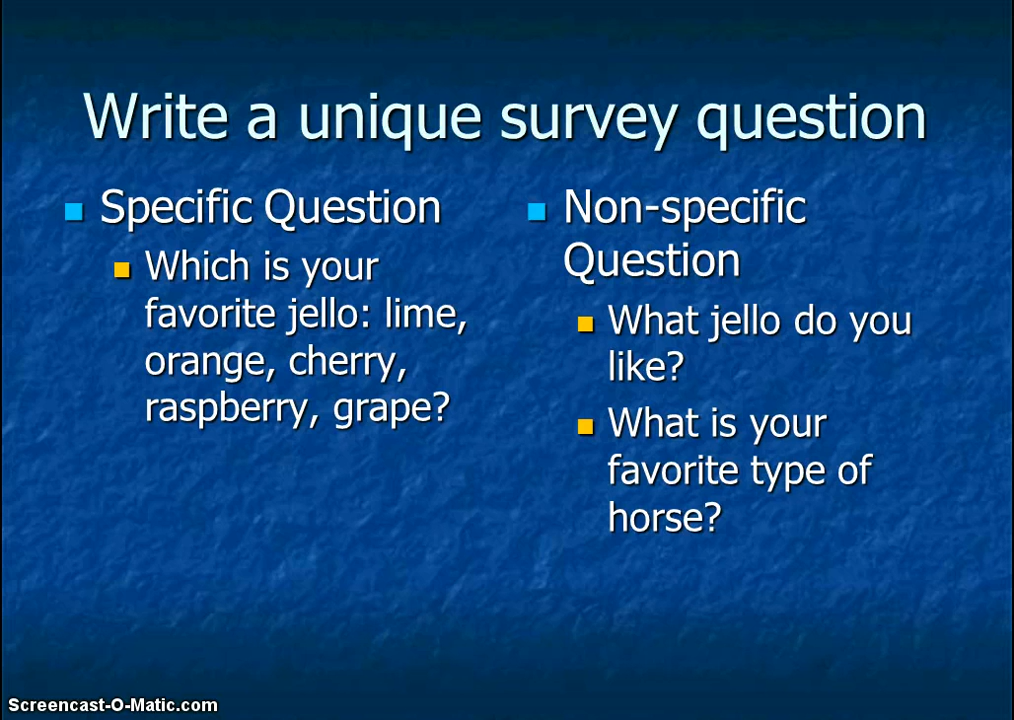 Write a unique survey question
Specific Question
Which is your
favorite jello: lime,
orange, cherry,
raspberry, grape?
Non-specific
Question
What jello do you
like?
What is your
favorite type of
horse?
Screencast-O-Matic.com